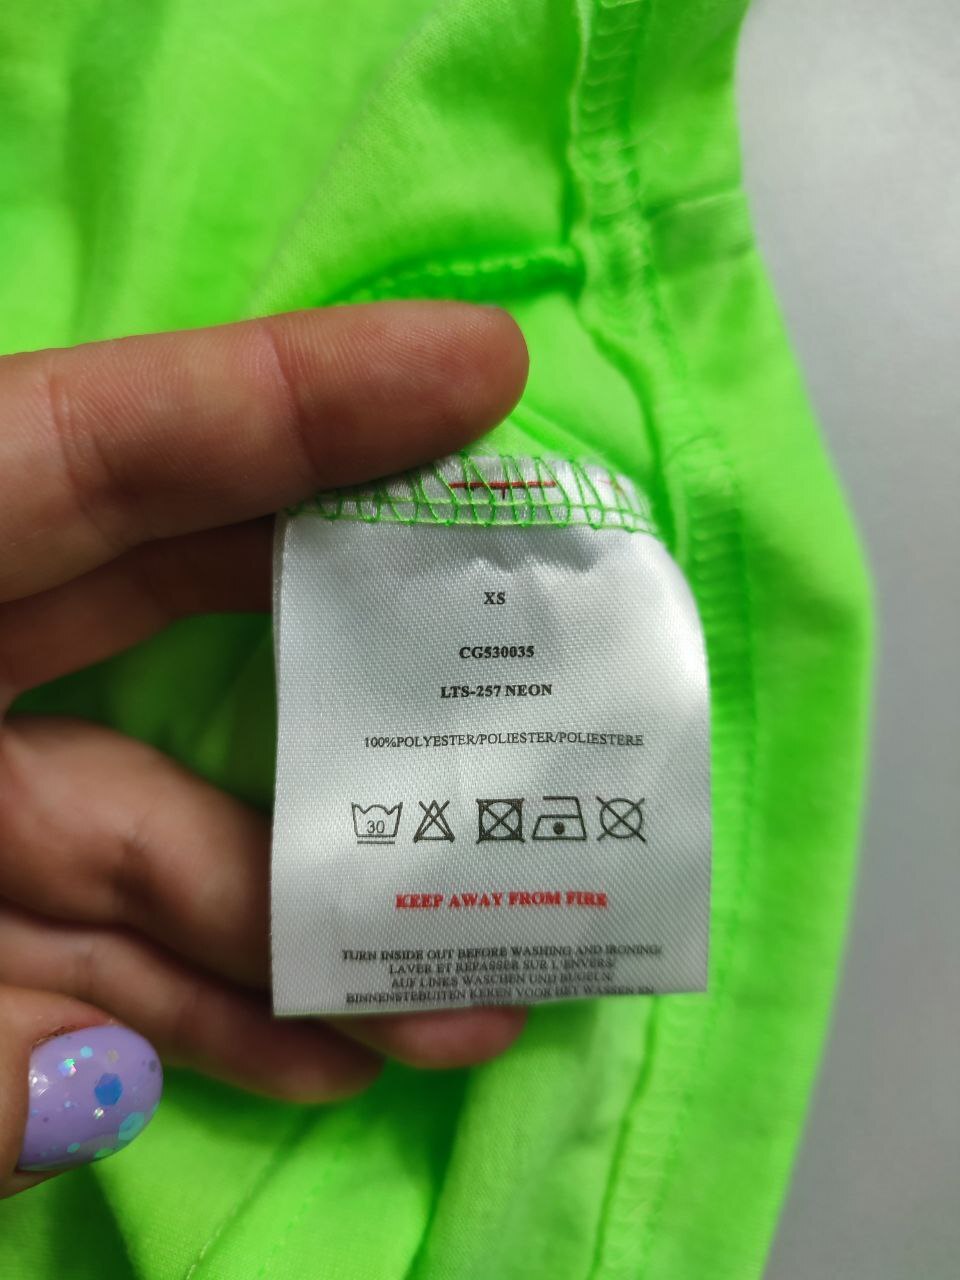 XS
CG530035
LTS-257 NEON
100%POLYESTER/POLIESTER/POLIESTERE
30
KEEP AWAY FROM FIRE
TURN INSIDE OUT BEFORE WASHING AND IRONING/
LAVER ET REPASSER SUR L'ENVERS/
AUF LINKS WASCHEN UND BUGELN/
BINNENSTEBUITEN KEREN VOOR HET WASSEN EN